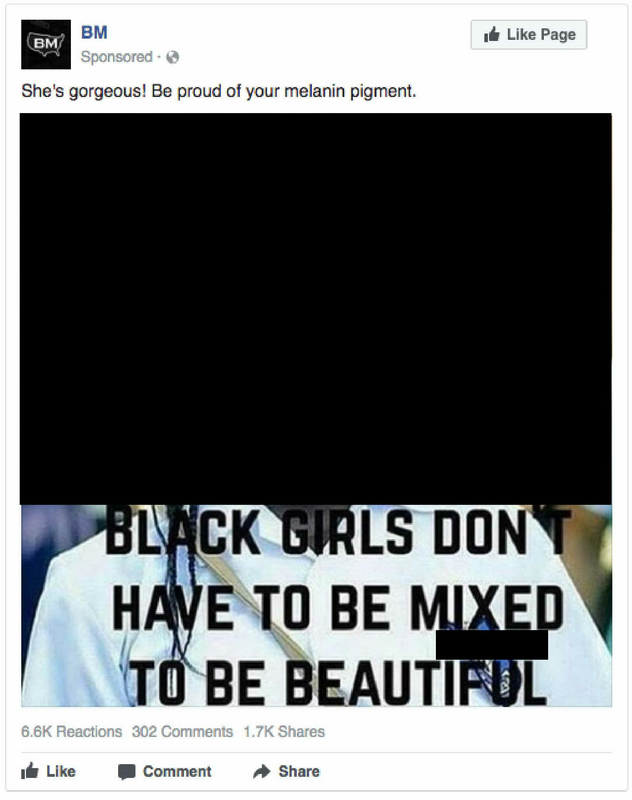 BM
BM
Like Page
Sponsored ·
She's gorgeous! Be proud of your melanin pigment.
BLACK GIRLS DON'T
HAVE TO BE MIXED
TO BE BEAUTIFUL
6.6K Reactions 302 Comments 1.7K Shares
Like Comment Share